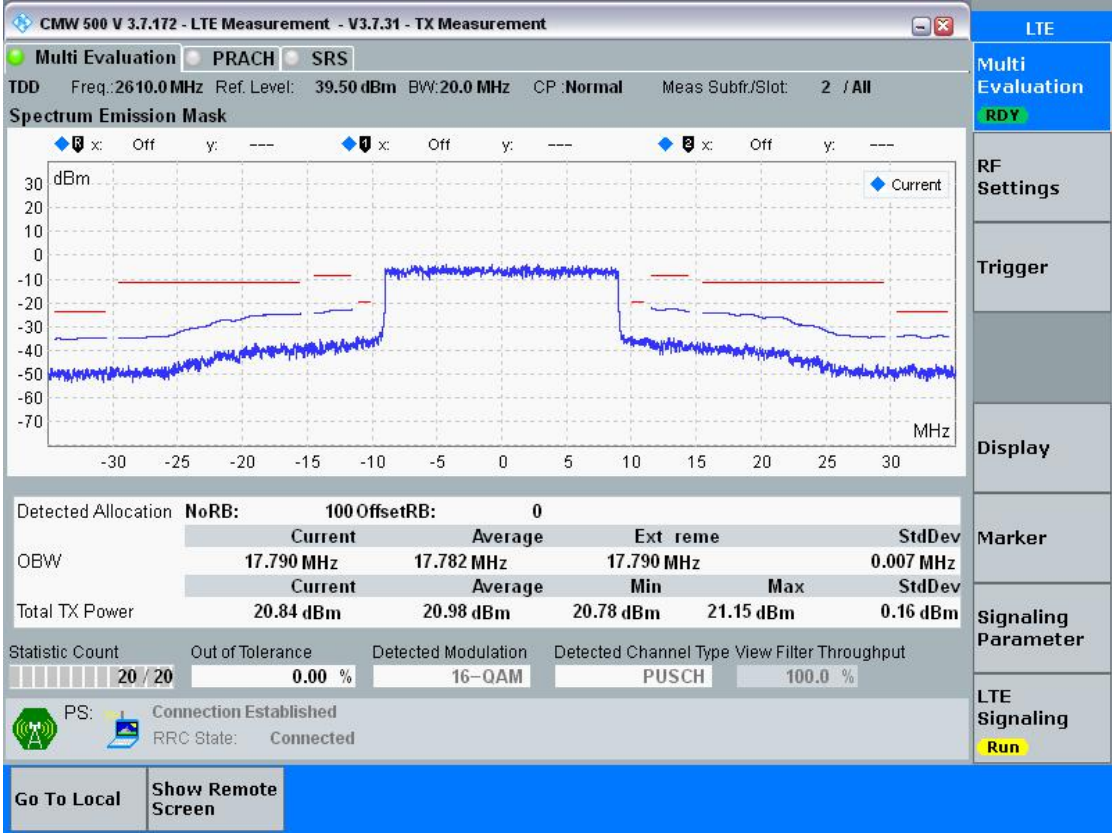 CMW 500 V 3.7.172 - LTE Measurement - V3.7.31 - TX Measurement
LTE
Multi Evaluation PRACH SRS
TDD Freq.:2610.0 MHz Ref. Level: 39.50 dBm BW:20.0 MHz CP :Normal Meas Subfr./Slot: 2 / All
Spectrum Emission Mask
R x: Off y: --- 1 x: Off y: --- 2 x: Off y: ---
dBm
Current
30
20
10
0
-10
-20
-30
-40
-50
-60
-70
MHz
-30 -25 -20 -15 -10 -5 0 5 10 15 20 25 30
Detected Allocation NoRB: 100 OffsetRB: 0
Current Average Ext reme StdDev
OBW 17.790 MHz 17.782 MHz 17.790 MHz 0.007 MHz
Current Average Min Max StdDev
Total TX Power 20.84 dBm 20.98 dBm 20.78 dBm 21.15 dBm 0.16 dBm
Statistic Count Out of Tolerance Detected Modulation Detected Channel Type View Filter Throughput
20 / 20 0.00 % 16-QAM PUSCH 100.0 %
PS: Connection Established
RRC State: Connected
Multi
Evaluation
RDY
RF
Settings
Trigger
Display
Marker
Signaling
Parameter
LTE
Signaling
Run
Go To Local
Show Remote
Screen